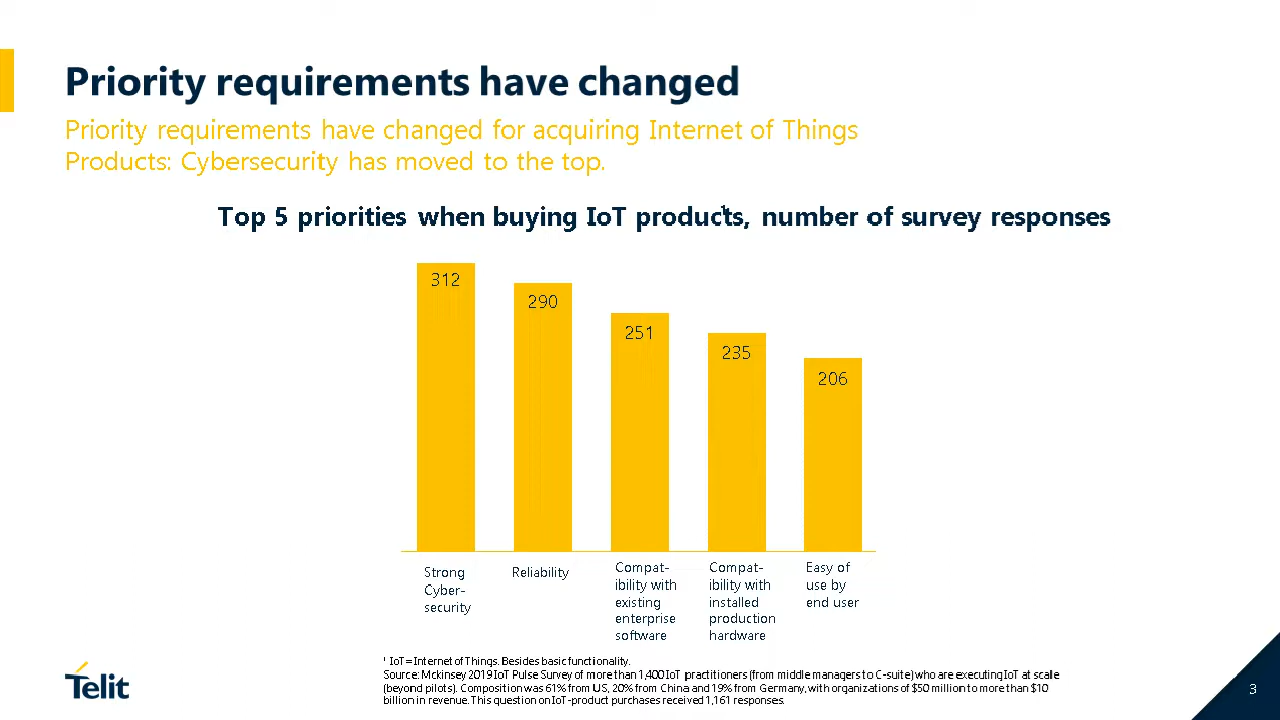 Priority requirements have changed
Priority requirements have changed for acquiring Internet of Things
Products: Cybersecurity has moved to the top.
Top 5 priorities when buying IoT products¹, number of survey responses
312
290
251
235
206
Strong
Cyber-
security
Reliability
Compat-
ibility with
existing
enterprise
software
Compat-
ibility with
installed
production
hardware
Easy of
use by
end user
¹ IoT=Internet of Things. Besides basic functionality.
Source: Mckinsey 2019 IoT Pulse Survey of more than 1,400 IoT practitioners (from middle managers to C-suite) who are executing IoT at scale
(beyond pilots). Composition was 61% from US, 20% from China and 19% from Germany, with organizations of $50 million to more than $10
billion in revenue. This question on IoT-product purchases received 1,161 responses.
Telit
3